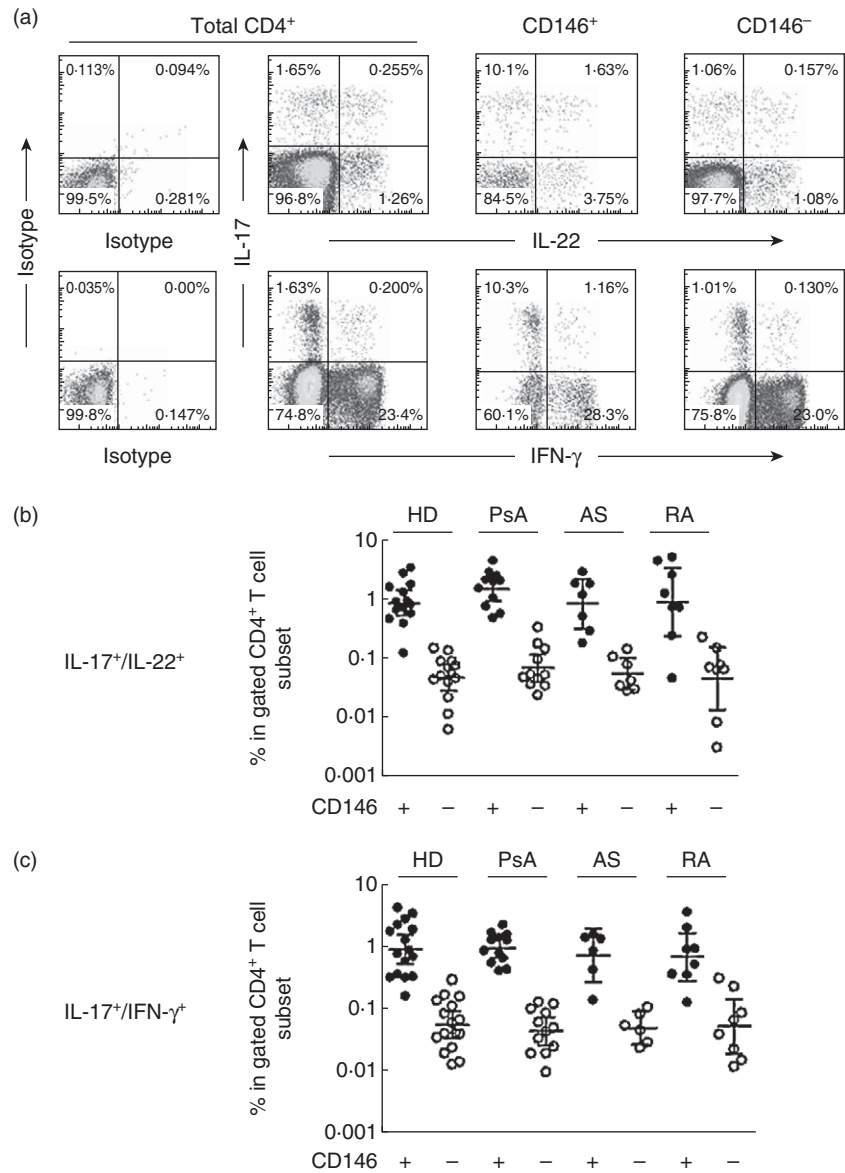 (a)
Total CD4⁺ CD146⁺ CD146⁻
0·113% 0·094% 1·65% 0·255% 10·1% 1·63% 1·06% 0·157%
99·5% 0·281% 96·8% 1·26% 84·5% 3·75% 97·7% 1·08%
Isotype
IL-17
Isotype IL-22
0·035% 0·00% 1·63% 0·200% 10·3% 1·16% 1·01% 0·130%
99·8% 0·147% 74·8% 23·4% 60·1% 28·3% 75·8% 23·0%
Isotype IFN-γ
(b)
HD PsA AS RA
IL-17⁺/IL-22⁺
% in gated CD4⁺ T cell
subset
10
1
0·1
0·01
0·001
CD146 + − + − + − + −
(c)
HD PsA AS RA
IL-17⁺/IFN-γ⁺
% in gated CD4⁺ T cell
subset
10
1
0·1
0·01
0·001
CD146 + − + − + − + −